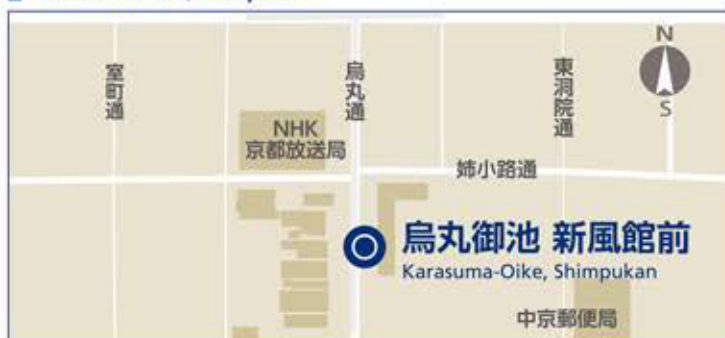 室町通
烏丸通
東洞院通
N
S
NHK
京都放送局
姉小路通
烏丸御池 新風館前
Karasuma-Oike, Shimpukan
中京郵便局